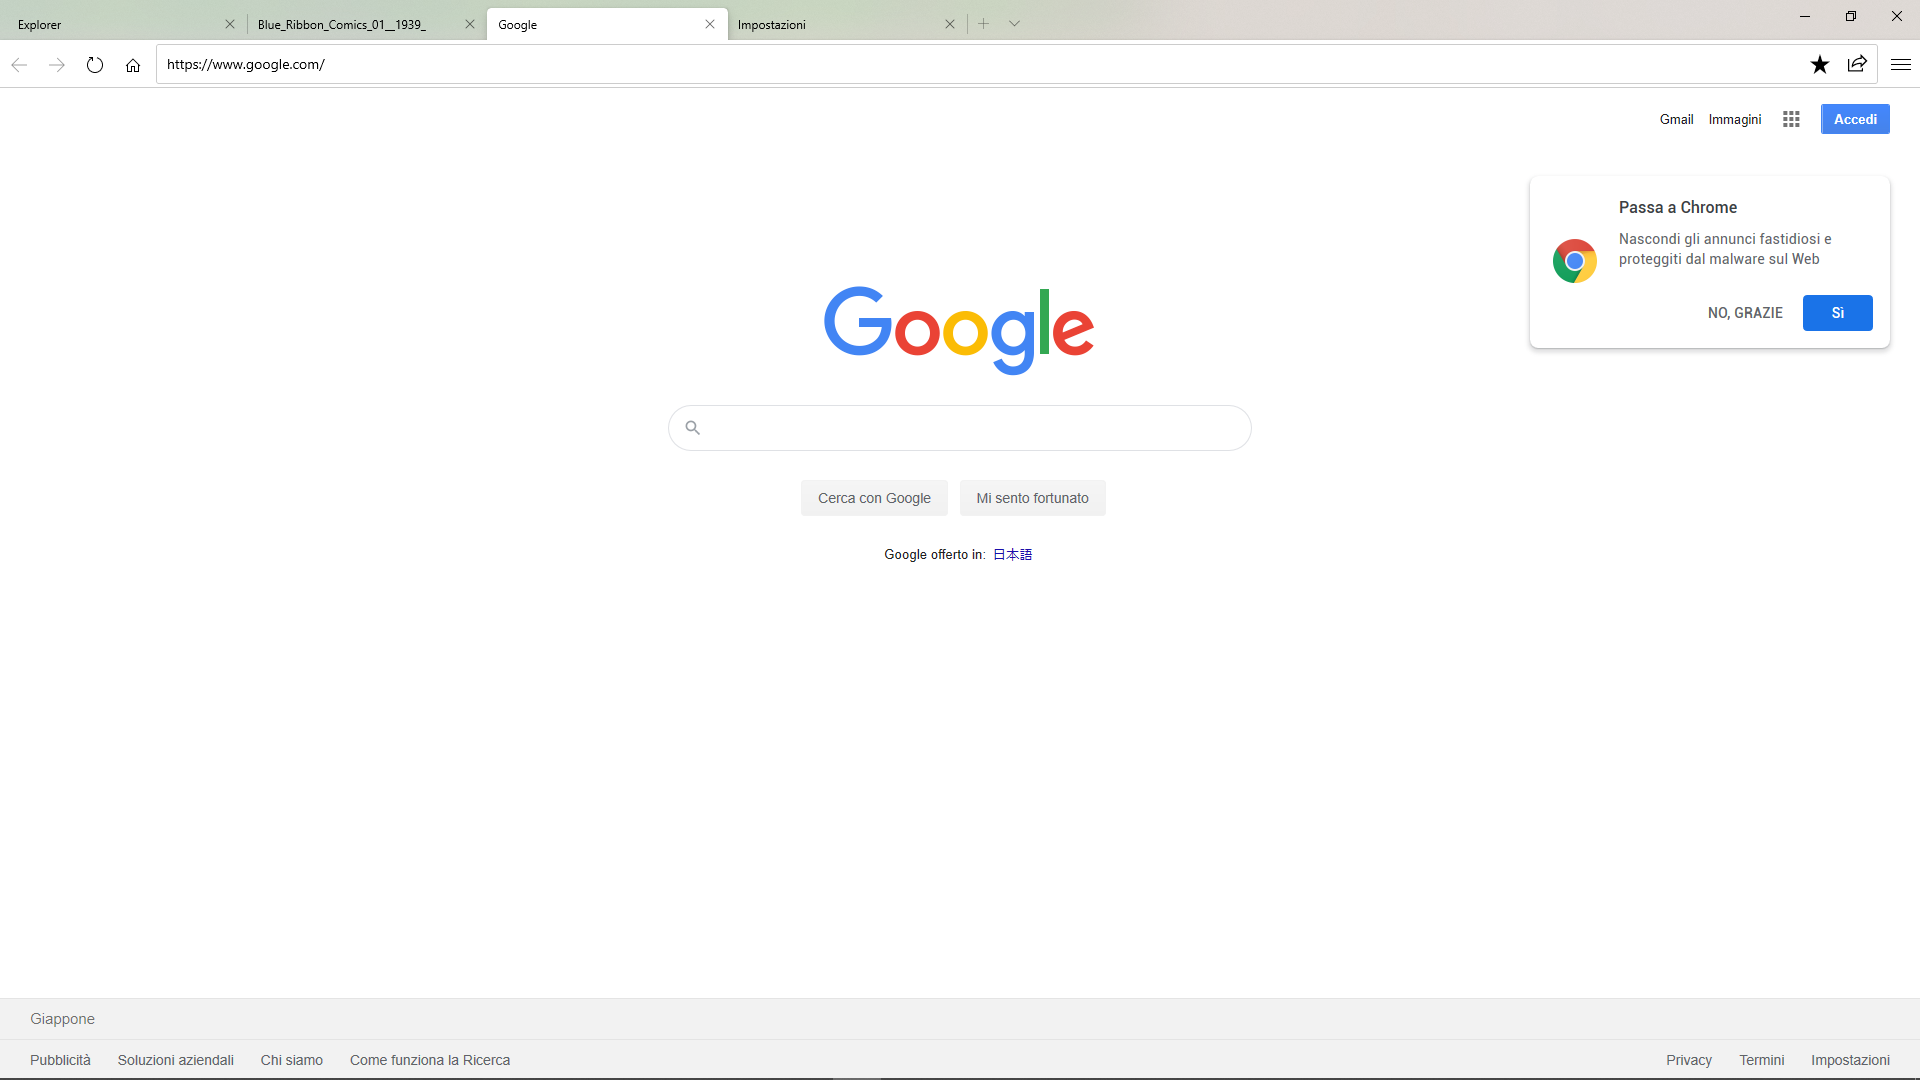 Explorer
Blue_Ribbon_Comics_01__1939_
Google
Impostazioni
https://www.google.com/
Gmail Immagini Accedi
Passa a Chrome
Nascondi gli annunci fastidiosi e
proteggiti dal malware sul Web
NO, GRAZIE Sì
Google
Cerca con Google Mi sento fortunato
Google offerto in: 日本語
Giappone
Pubblicità Soluzioni aziendali Chi siamo Come funziona la Ricerca Privacy Termini Impostazioni